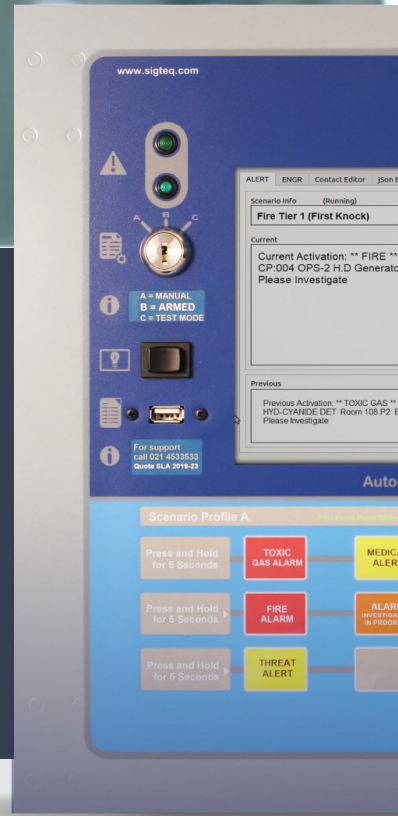 www.sigteq.com
A
B
C
A = MANUAL
B = ARMED
C = TEST MODE
For support
call 021 4533533
Quote SLA 2019-23
ALERT ENGR Contact Editor JSon E
Scenario Info (Running)
Fire Tier 1 (First Knock)
Current
Current Activation: ** FIRE **
CP:004 OPS-2 H.D Generato
Please Investigate
Previous
Previous Activation: ** TOXIC GAS **
HYD-CYANIDE DET Room 108 P2 E
Please Investigate
Auto
Scenario Profile A
Press and Hold
for 5 Seconds
TOXIC
GAS ALARM
MEDICA
ALER
Press and Hold
for 5 Seconds
FIRE
ALARM
ALAR
INVESTIGA
IN PROGR
Press and Hold
for 5 Seconds
THREAT
ALERT